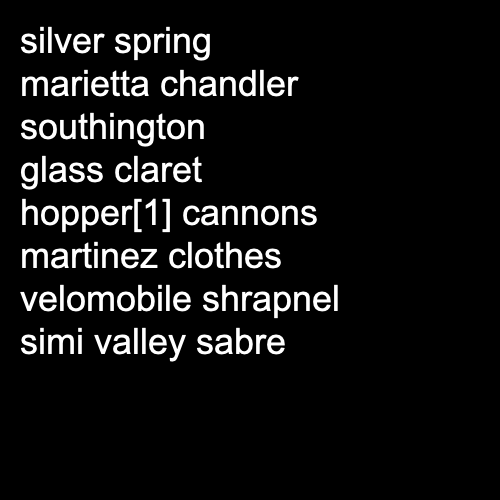 silver spring
marietta chandler
southington
glass claret
hopper[1] cannons
martinez clothes
velomobile shrapnel
simi valley sabre